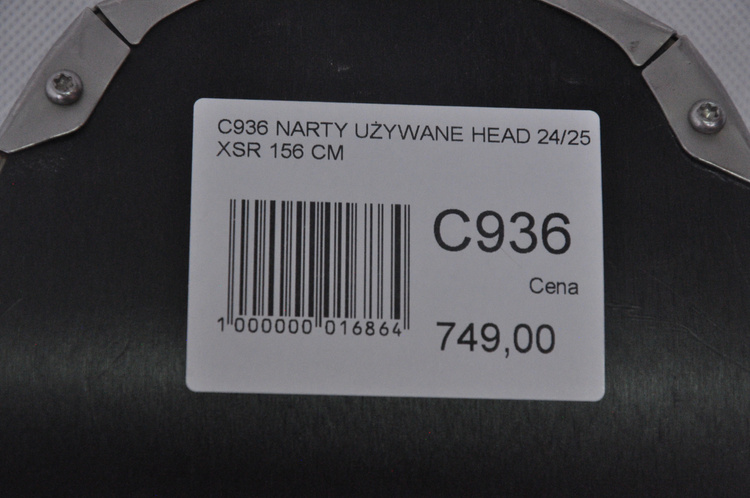 C936 NARTY UŻYWANE HEAD 24/25
XSR 156 CM
C936
Cena
749,00
1 000000 016864